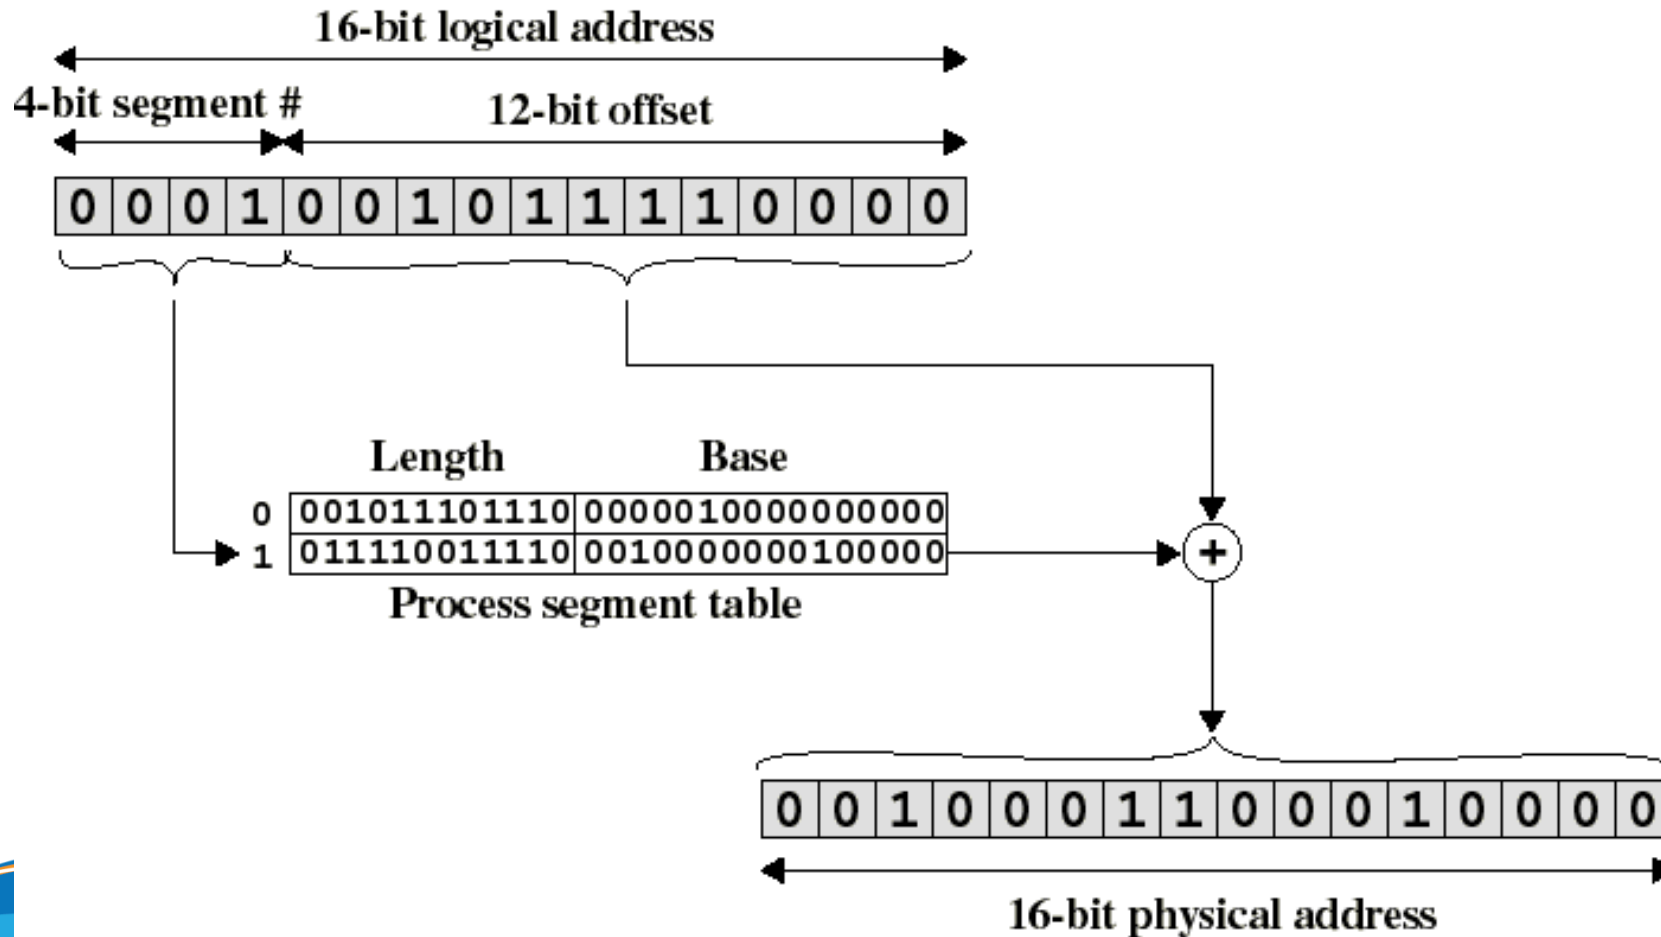 16-bit logical address
4-bit segment # 12-bit offset
0 0 0 1 0 0 1 0 1 1 1 1 0 0 0 0
Length Base
0 001011101110 0000010000000000
1 011110011110 0010000000100000
+
Process segment table
0 0 1 0 0 0 1 1 0 0 0 1 0 0 0 0
16-bit physical address